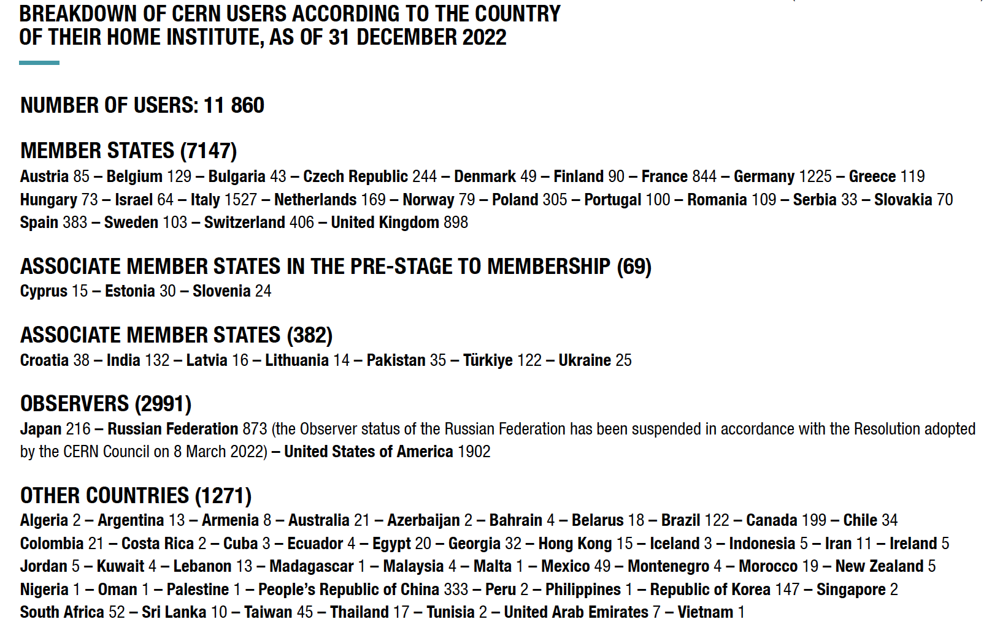 BREAKDOWN OF CERN USERS ACCORDING TO THE COUNTRY
OF THEIR HOME INSTITUTE, AS OF 31 DECEMBER 2022
NUMBER OF USERS: 11 860
MEMBER STATES (7147)
Austria 85 – Belgium 129 – Bulgaria 43 – Czech Republic 244 – Denmark 49 – Finland 90 – France 844 – Germany 1225 – Greece 119
Hungary 73 – Israel 64 – Italy 1527 – Netherlands 169 – Norway 79 – Poland 305 – Portugal 100 – Romania 109 – Serbia 33 – Slovakia 70
Spain 383 – Sweden 103 – Switzerland 406 – United Kingdom 898
ASSOCIATE MEMBER STATES IN THE PRE-STAGE TO MEMBERSHIP (69)
Cyprus 15 – Estonia 30 – Slovenia 24
ASSOCIATE MEMBER STATES (382)
Croatia 38 – India 132 – Latvia 16 – Lithuania 14 – Pakistan 35 – Türkiye 122 – Ukraine 25
OBSERVERS (2991)
Japan 216 – Russian Federation 873 (the Observer status of the Russian Federation has been suspended in accordance with the Resolution adopted
by the CERN Council on 8 March 2022) – United States of America 1902
OTHER COUNTRIES (1271)
Algeria 2 – Argentina 13 – Armenia 8 – Australia 21 – Azerbaijan 2 – Bahrain 4 – Belarus 18 – Brazil 122 – Canada 199 – Chile 34
Colombia 21 – Costa Rica 2 – Cuba 3 – Ecuador 4 – Egypt 20 – Georgia 32 – Hong Kong 15 – Iceland 3 – Indonesia 5 – Iran 11 – Ireland 5
Jordan 5 – Kuwait 4 – Lebanon 13 – Madagascar 1 – Malaysia 4 – Malta 1 – Mexico 49 – Montenegro 4 – Morocco 19 – New Zealand 5
Nigeria 1 – Oman 1 – Palestine 1 – People’s Republic of China 333 – Peru 2 – Philippines 1 – Republic of Korea 147 – Singapore 2
South Africa 52 – Sri Lanka 10 – Taiwan 45 – Thailand 17 – Tunisia 2 – United Arab Emirates 7 – Vietnam 1